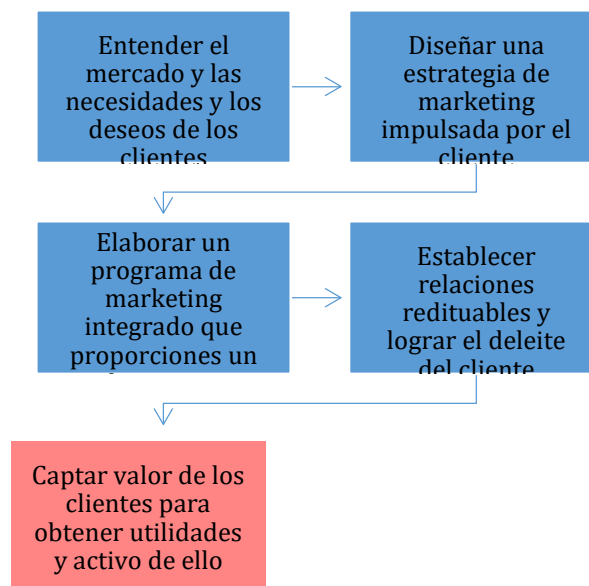 Entender el
mercado y las
necesidades y los
deseos de los
clientes
Diseñar una
estrategia de
marketing
impulsada por el
cliente
Elaborar un
programa de
marketing
integrado que
proporciones un
Establecer
relaciones
redituables y
lograr el deleite
del cliente
Captar valor de los
clientes para
obtener utilidades
y activo de ello